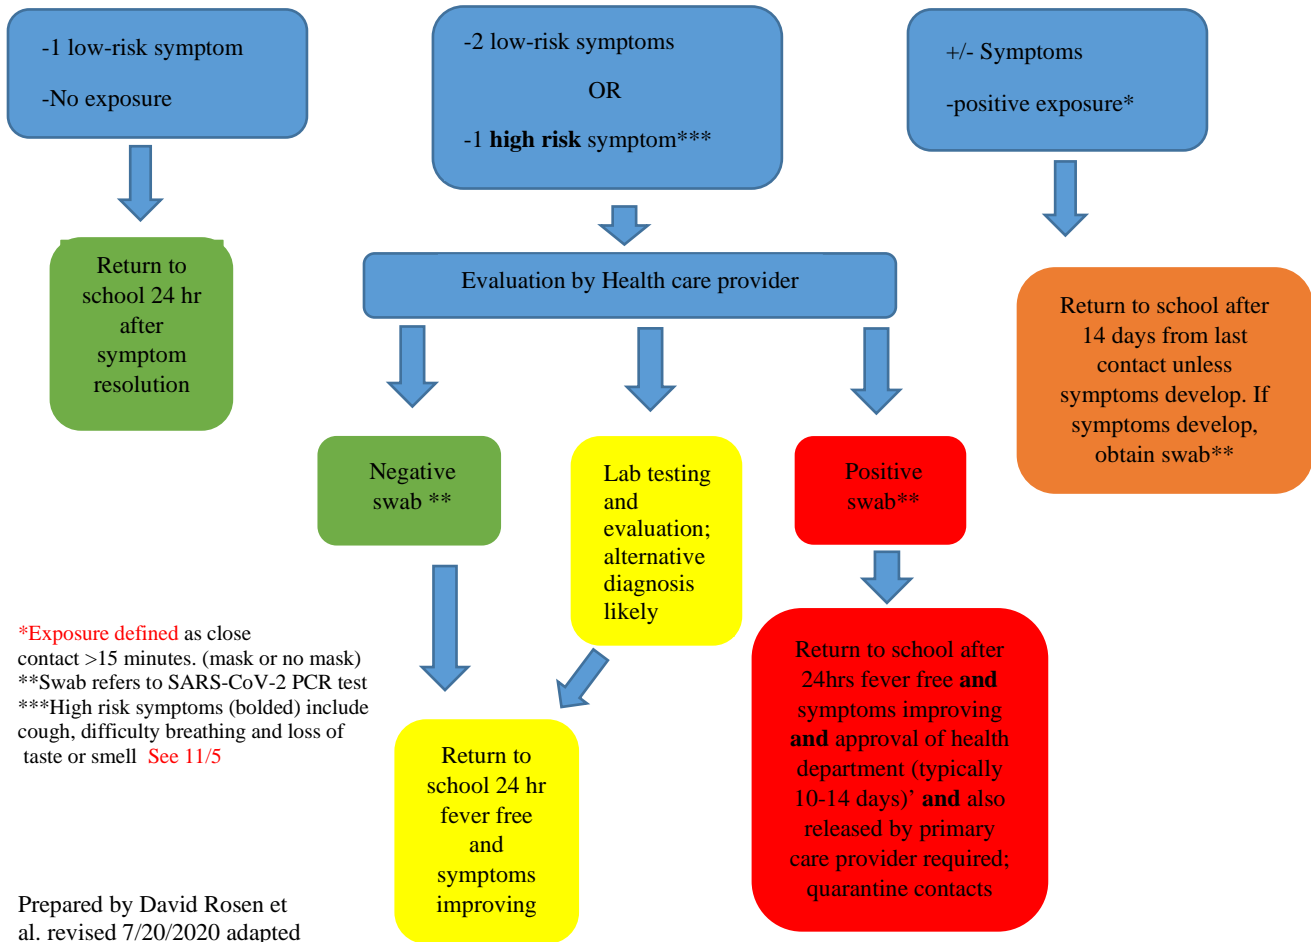 -1 low-risk symptom
-No exposure
-2 low-risk symptoms
OR
-1 high risk symptom***
+/- Symptoms
-positive exposure*
Return to
school 24 hr
after
symptom
resolution
Evaluation by Health care provider
Return to school after
14 days from last
contact unless
symptoms develop. If
symptoms develop,
obtain swab**
Negative
swab **
Lab testing
and
evaluation;
alternative
diagnosis
likely
Positive
swab**
*Exposure defined as close
contact >15 minutes. (mask or no mask)
**Swab refers to SARS-CoV-2 PCR test
***High risk symptoms (bolded) include
cough, difficulty breathing and loss of
taste or smell See 11/5
Return to
school 24 hr
fever free
and
symptoms
improving
Return to school after
24hrs fever free and
symptoms improving
and approval of health
department (typically
10-14 days)’ and also
released by primary
care provider required;
quarantine contacts
Prepared by David Rosen et
al. revised 7/20/2020 adapted